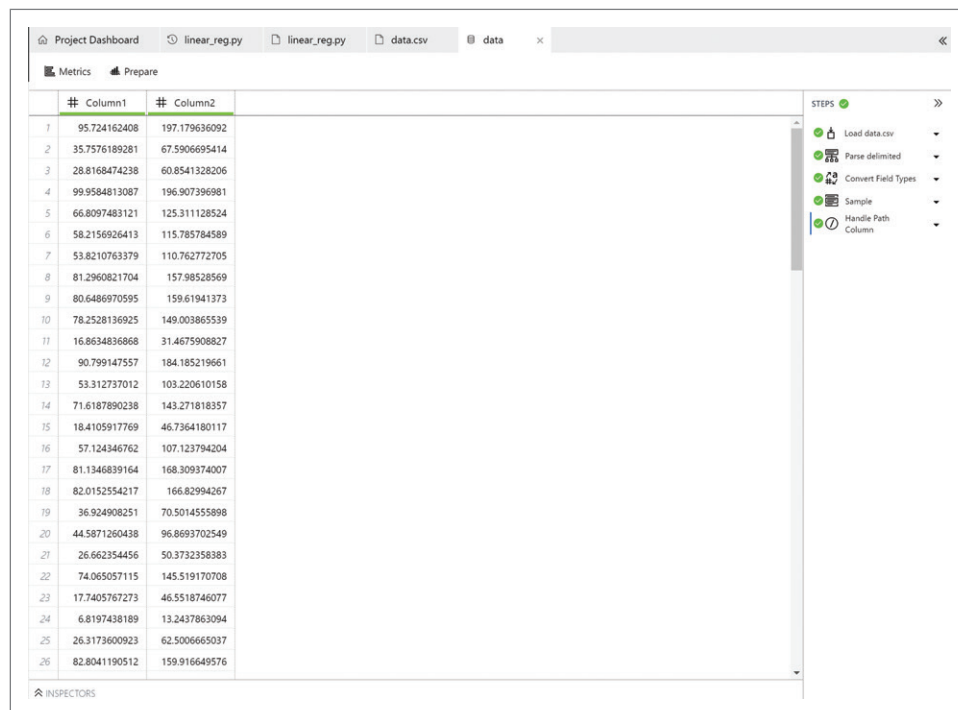 Project Dashboard linear_reg.py linear_reg.py data.csv data
Metrics Prepare
# Column1 # Column2
STEPS
1 95.724162408 197.179636092
2 35.7576189281 67.5906695414
3 28.8168474238 60.8541328206
4 99.9584813087 196.907396981
5 66.8097483121 125.311128524
6 58.2156926413 115.785784589
7 53.8210763379 110.762772705
8 81.2960821704 157.98528569
9 80.6486970595 159.61941373
10 78.2528136925 149.003865539
11 16.8634836868 31.4675908827
12 90.799147557 184.185219661
13 53.312737012 103.220610158
14 71.6187890238 143.271818357
15 18.4105917769 46.7364180117
16 57.124346762 107.123794204
17 81.1346839164 168.309374007
18 82.0152554217 166.82994267
19 36.924908251 70.5014555898
20 44.5871260438 96.8693702549
21 26.662354456 50.3732358383
22 74.065057115 145.519170708
23 17.7405767273 46.5518746077
24 6.8197438189 13.2437863094
25 26.3173600923 62.5006665037
26 82.8041190512 159.916649576
Load data.csv
Parse delimited
Convert Field Types
Sample
Handle Path
Column
INSPECTORS